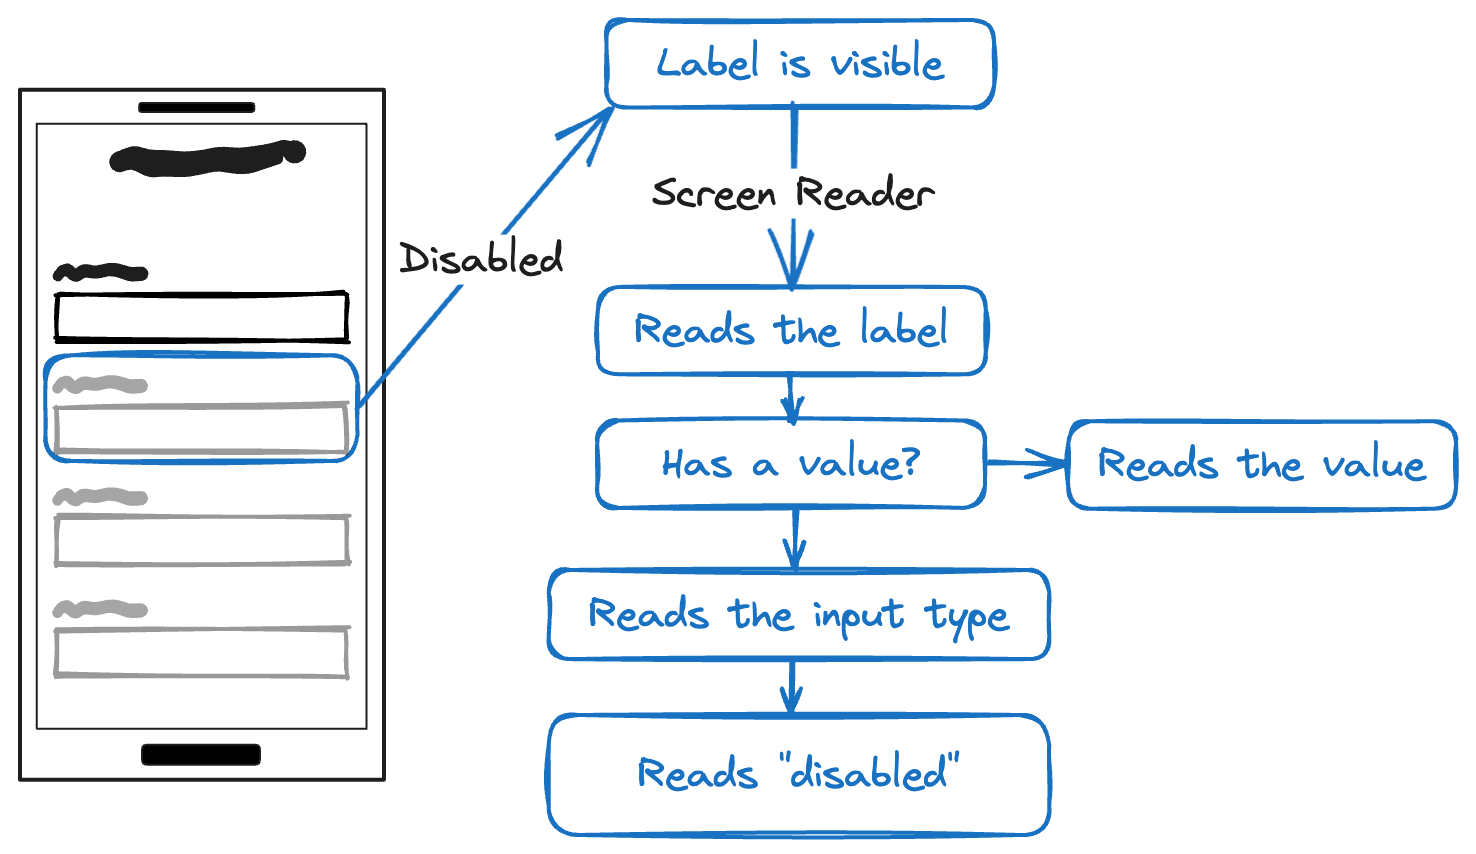 Label is visible
Screen Reader
Disabled
Reads the label
Has a value?
Reads the value
Reads the input type
Reads "disabled"